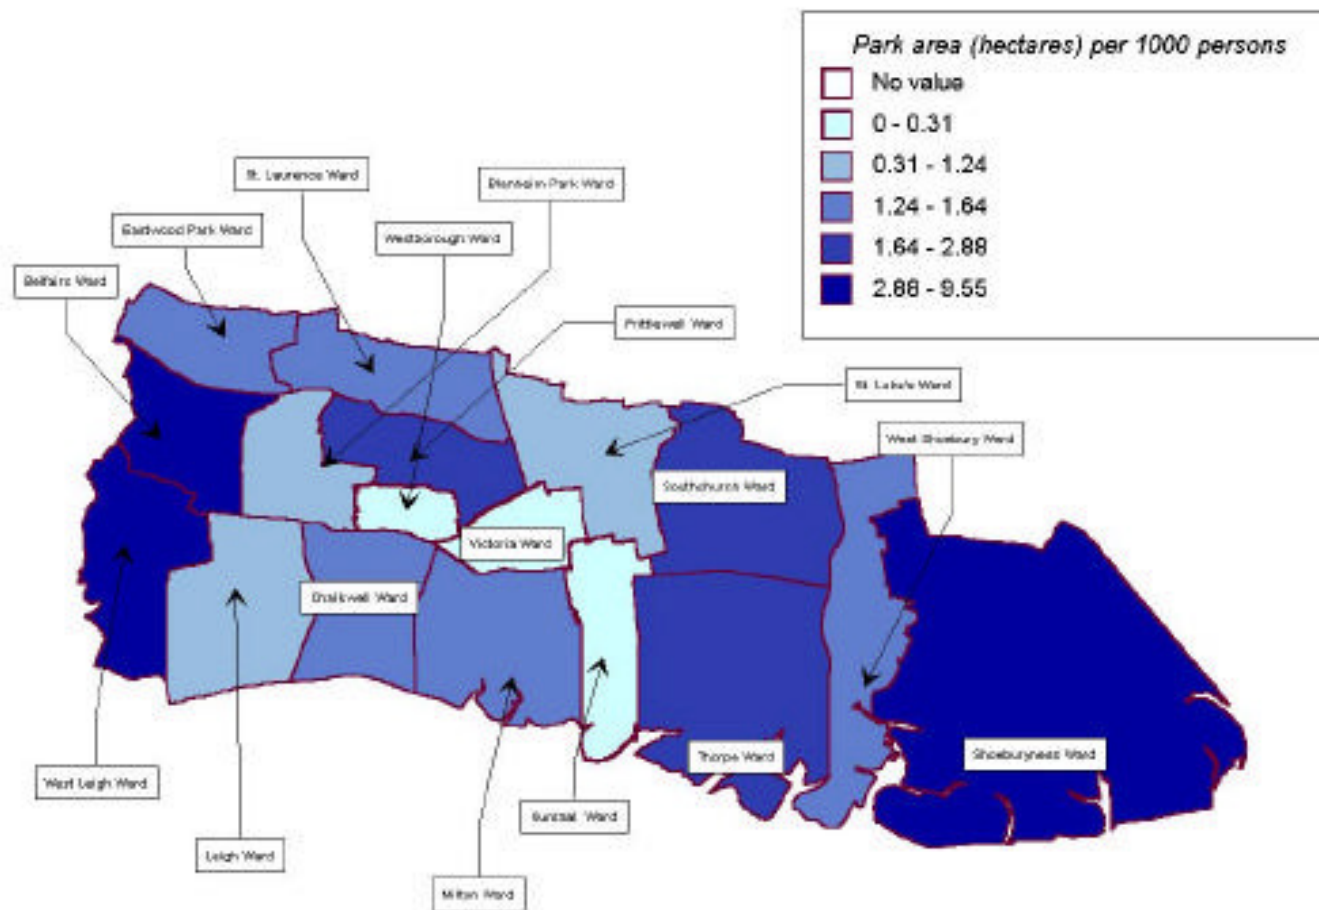 Park area (hectares) per 1000 persons
No value
0 - 0.31
0.31 - 1.24
1.24 - 1.64
1.64 - 2.88
2.88 - 9.55
St. Laurence Ward
Blenheim Park Ward
Eastwood Park Ward
Westborough Ward
Belfairs Ward
Prittlewell Ward
St. Luke's Ward
West Shoebury Ward
Southchurch Ward
Victoria Ward
Chalkwell Ward
Thorpe Ward
Shoeburyness Ward
West Leigh Ward
Kursaal Ward
Leigh Ward
Milton Ward